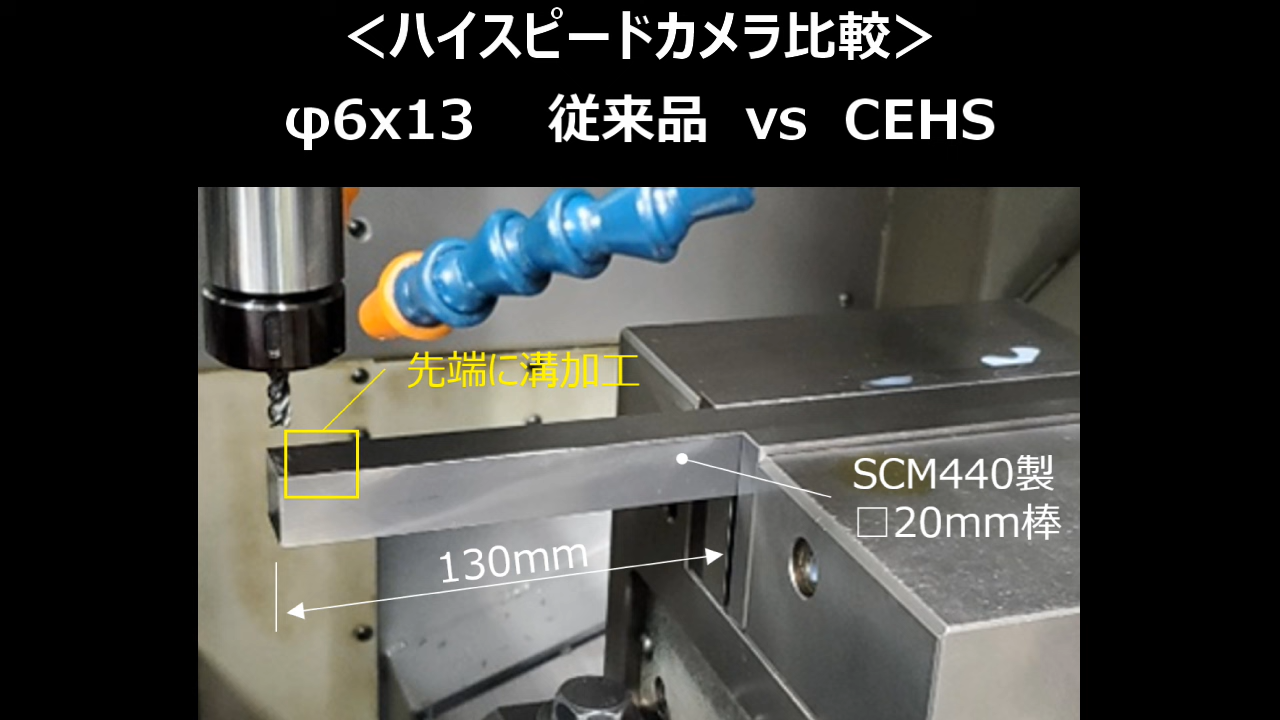 ＜ハイスピードカメラ比較＞
φ6x13 従来品 vs CEHS
先端に溝加工
SCM440製
□20mm棒
130mm